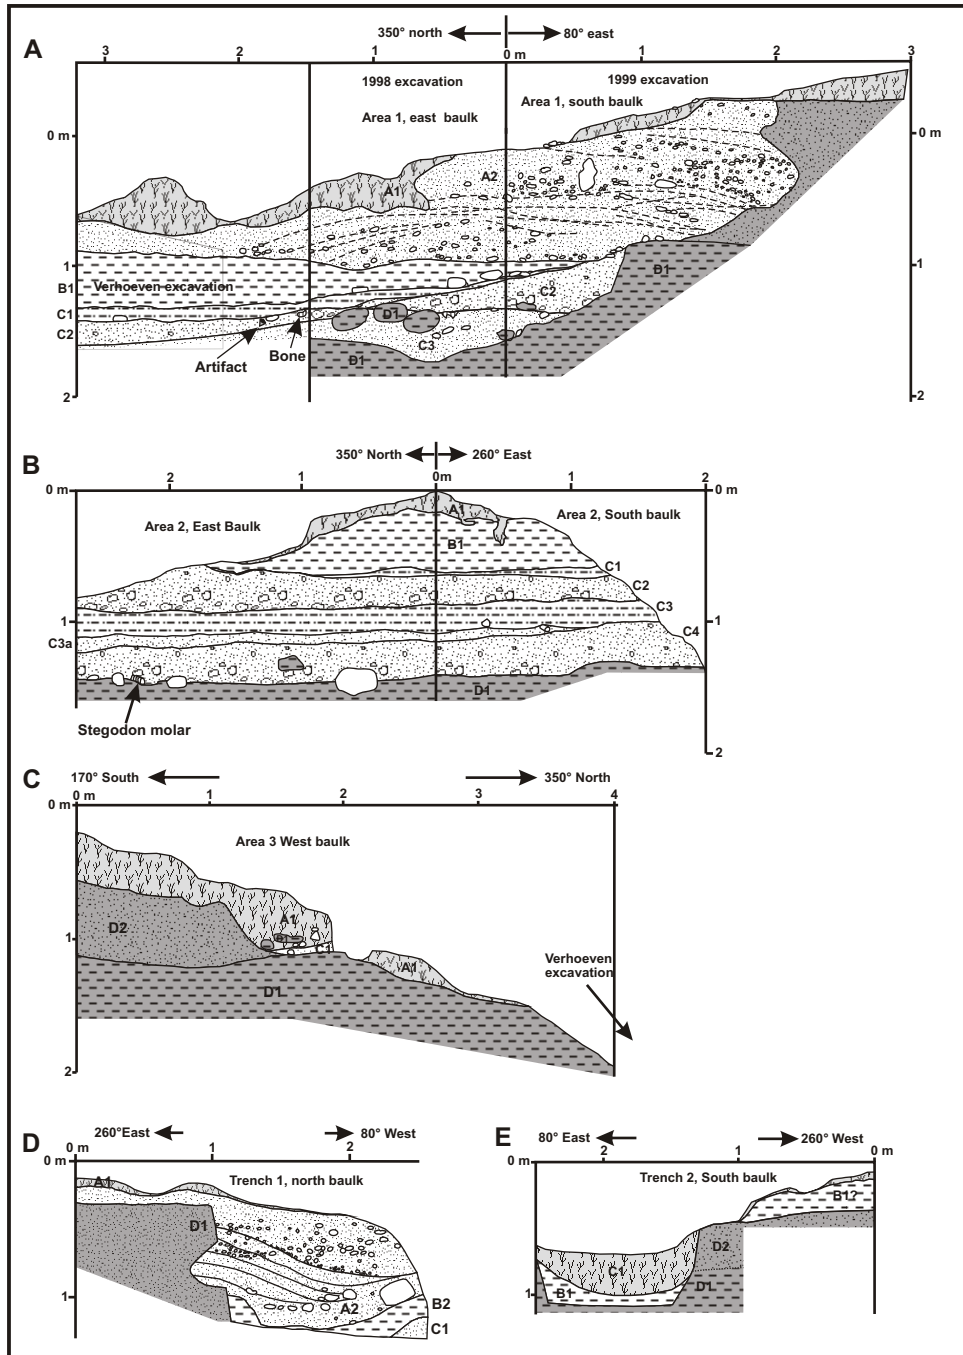 A
350° north
80° east
3
2
1
0 m
1
2
3
1998 excavation
1999 excavation
Area 1, east baulk
Area 1, south baulk
0 m
0 m
A1
A2
1
1
B1
Verhoeven excavation
D1
C2
C1
D1
C2
C3
Artifact
Bone
D1
2
2
B
350° North
260° East
2
1
0m
1
2
0 m
0 m
Area 2, East Baulk
A1
Area 2, South baulk
B1
C1
C2
C3
1
1
C4
C3a
D1
Stegodon molar
2
C
170° South
350° North
0 m
1
2
3
4
0 m
Area 3 West baulk
A1
D2
1
C1
A1
Verhoeven
excavation
D1
2
D
260°East
80° West
0 m
1
2
0 m
A1
Trench 1, north baulk
D1
1
A2
B2
C1
E
80° East
260° West
2
1
0 m
0 m
Trench 2, South baulk
B1?
D2
C1
D1
B1
1